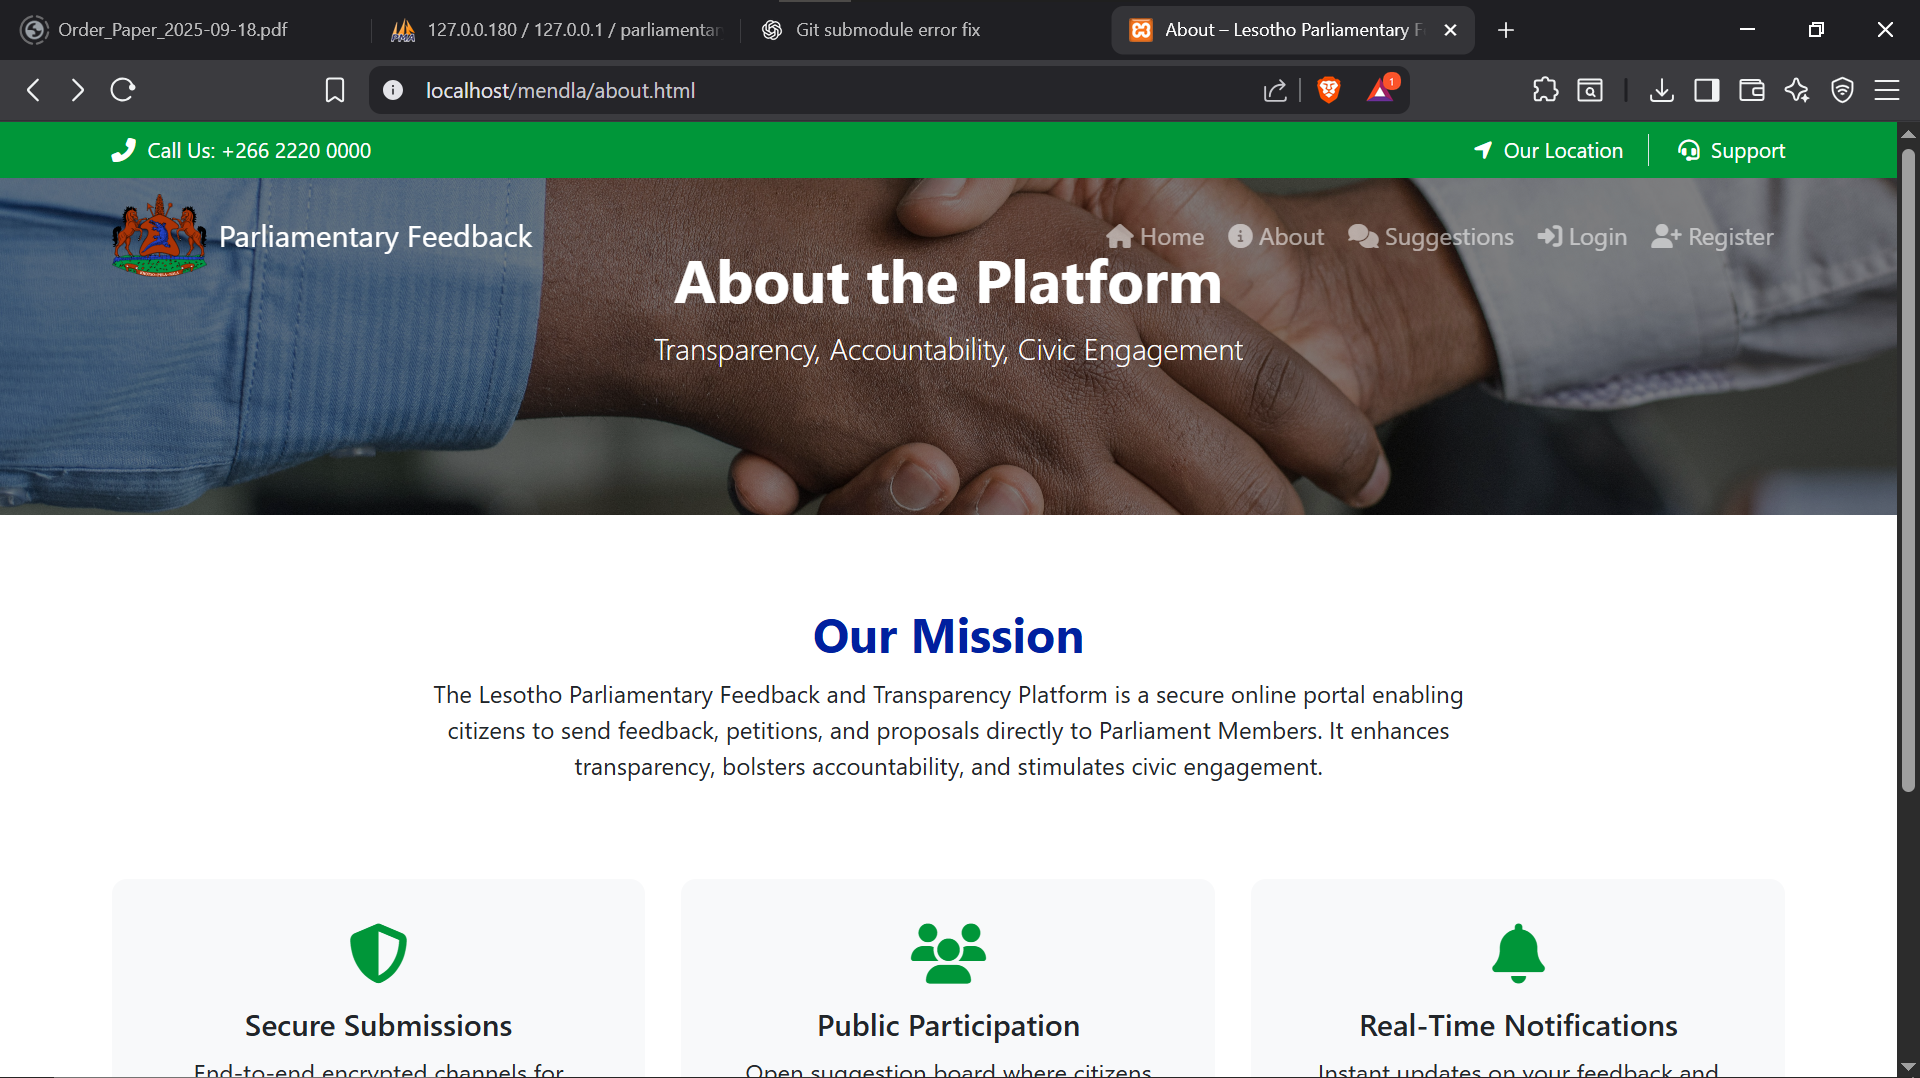 Order_Paper_2025-09-18.pdf
127.0.0.180 / 127.0.0.1 / parliamentar
Git submodule error fix
About – Lesotho Parliamentary F
localhost/mendla/about.html
1
Call Us: +266 2220 0000
Our Location
Support
Parliamentary Feedback
Home
About
Suggestions
Login
Register
About the Platform
Transparency, Accountability, Civic Engagement
Our Mission
The Lesotho Parliamentary Feedback and Transparency Platform is a secure online portal enabling
citizens to send feedback, petitions, and proposals directly to Parliament Members. It enhances
transparency, bolsters accountability, and stimulates civic engagement.
Secure Submissions
Public Participation
Real-Time Notifications
End-to-end encrypted channels for
Open suggestion board where citizens
Instant updates on your feedback and